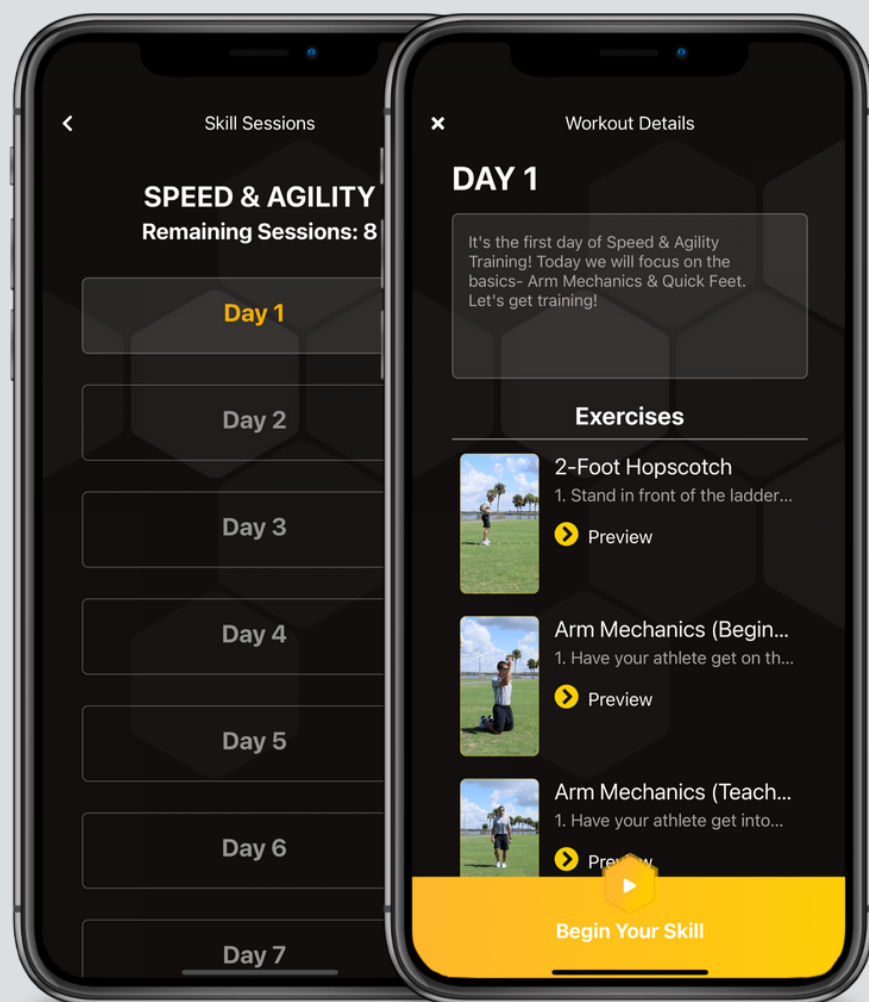 Skill Sessions
SPEED & AGILITY
Remaining Sessions: 8
Day 1
Day 2
Day 3
Day 4
Day 5
Day 6
Day 7
Workout Details
DAY 1
It's the first day of Speed & Agility
Training! Today we will focus on the
basics- Arm Mechanics & Quick Feet.
Let's get training!
Exercises
2-Foot Hopscotch
1. Stand in front of the ladder...
Preview
Arm Mechanics (Begin...
1. Have your athlete get on th...
Preview
Arm Mechanics (Teach...
1. Have your athlete get into...
Preview
Begin Your Skill